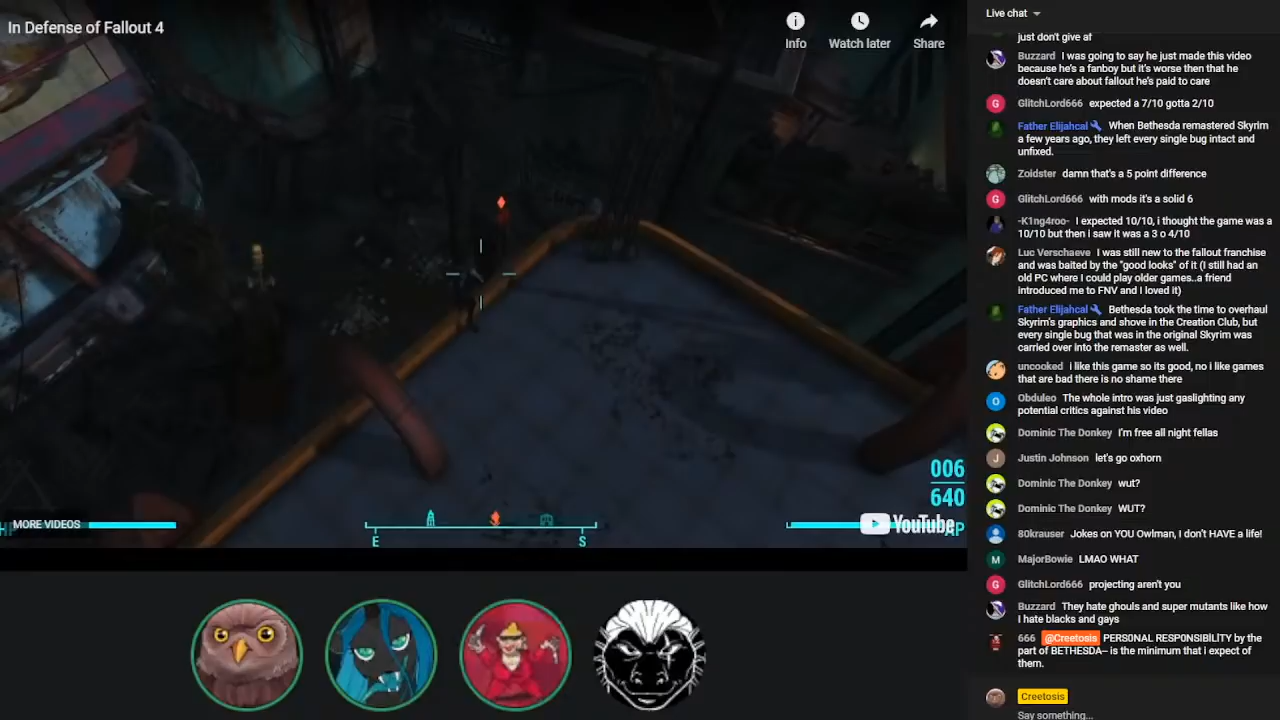 In Defense of Fallout 4
Info
Watch later
Share
006
640
MORE VIDEOS
HP
YouTube
AP
E
S
Live chat
just don't give af
Buzzard I was going to say he just made this video
because he's a fanboy but it's worse then that he
doesn't care about fallout he's paid to care
GlitchLord666 expected a 7/10 gotta 2/10
Father Elijahcal When Bethesda remastered Skyrim
a few years ago, they left every single bug intact and
unfixed.
Zoidster damn that's a 5 point difference
GlitchLord666 with mods it's a solid 6
-K1ng4roo- I expected 10/10, i thought the game was a
10/10 but then I saw it was a 3 o 4/10
Luc Verschaeve I was still new to the fallout franchise
and was baited by the "good looks" of it (I still had an
old PC where I could play older games..a friend
introduced me to FNV and I loved it)
Father Elijahcal Bethesda took the time to overhaul
Skyrim's graphics and shove in the Creation Club, but
every single bug that was in the original Skyrim was
carried over into the remaster as well.
uncooked i like this game so its good, no i like games
that are bad there is no shame there
Obduleo The whole intro was just gaslighting any
potential critics against his video
Dominic The Donkey I'm free all night fellas
Justin Johnson let's go oxhorn
Dominic The Donkey wut?
Dominic The Donkey WUT?
80krauser Jokes on YOU Owlman, I don't HAVE a life!
MajorBowie LMAO WHAT
GlitchLord666 projecting aren't you
Buzzard They hate ghouls and super mutants like how
I hate blacks and gays
666 @Creetosis PERSONAL RESPONSIBILITY by the
part of BETHESDA-- is the minimum that i expect of
them.
Creetosis
Say something...